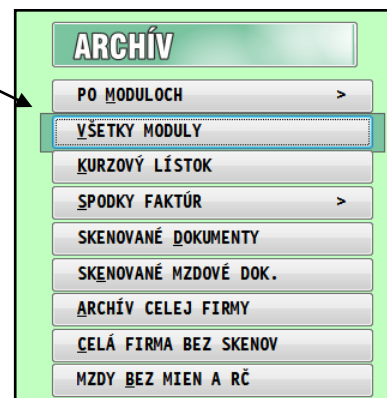 ARCHÍV
PO MODULOCH >
VŠETKY MODULY
KURZOVÝ LÍSTOK
SPODKY FAKTÚR >
SKENOVANÉ DOKUMENTY
SKENOVANÉ MZDOVÉ DOK.
ARCHÍV CELEJ FIRMY
CELÁ FIRMA BEZ SKENOV
MZDY BEZ MIEN A RČ